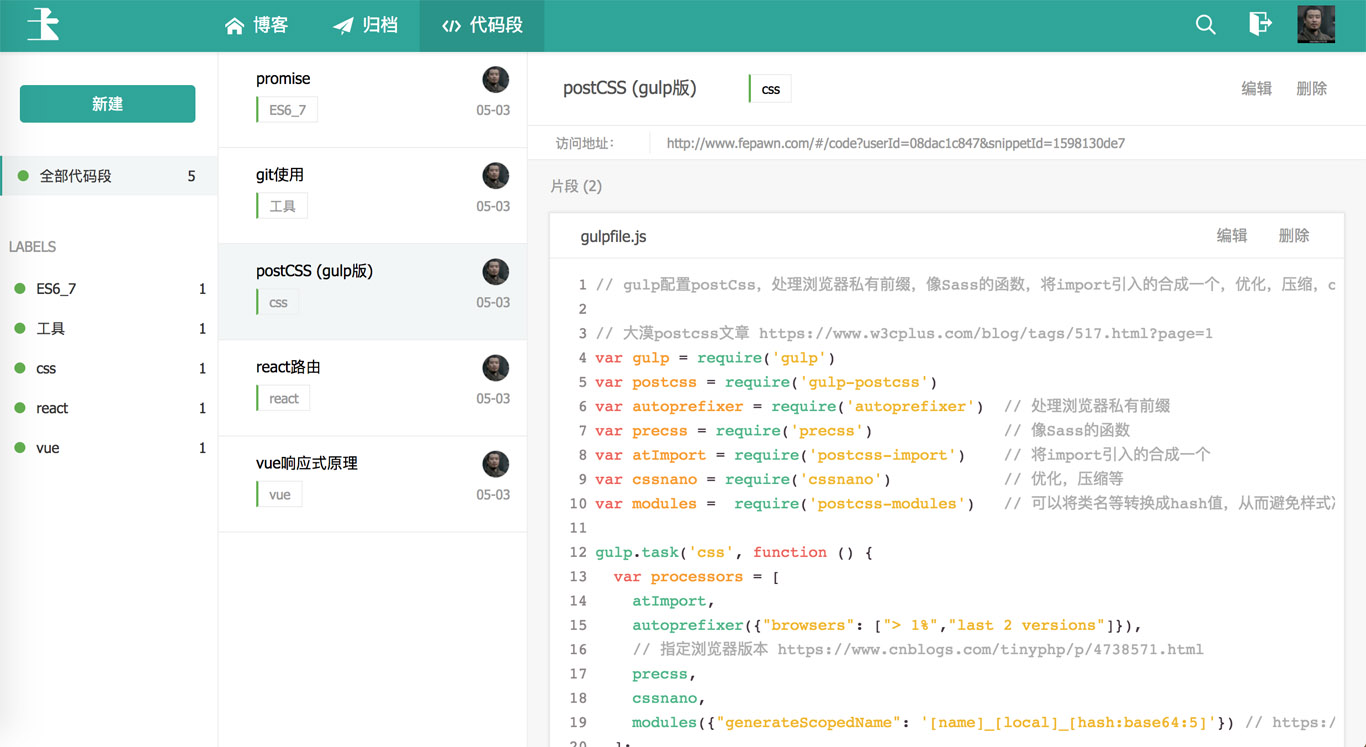 博客 归档 代码段
新建
全部代码段 5
LABELS
ES6_7 1
工具 1
css 1
react 1
vue 1
promise
ES6_7 05-03
git使用
工具 05-03
postCSS (gulp版)
css 05-03
react路由
react 05-03
vue响应式原理
vue 05-03
postCSS (gulp版) css 编辑 删除
访问地址: http://www.fepawn.com/#/code?userId=08dac1c847&snippetId=1598130de7
片段 (2)
gulpfile.js 编辑 删除
1 // gulp配置postCss，处理浏览器私有前缀，像Sass的函数，将import引入的合成一个，优化，压缩，c
2
3 // 大漠postcss文章 https://www.w3cplus.com/blog/tags/517.html?page=1
4 var gulp = require('gulp')
5 var postcss = require('gulp-postcss')
6 var autoprefixer = require('autoprefixer') // 处理浏览器私有前缀
7 var precss = require('precss') // 像Sass的函数
8 var atImport = require('postcss-import') // 将import引入的合成一个
9 var cssnano = require('cssnano') // 优化，压缩等
10 var modules = require('postcss-modules') // 可以将类名等转换成hash值，从而避免样式
11
12 gulp.task('css', function () {
13 var processors = [
14 atImport,
15 autoprefixer({"browsers": ["> 1%","last 2 versions"]}),
16 // 指定浏览器版本 https://www.cnblogs.com/tinyphp/p/4738571.html
17 precss,
18 cssnano,
19 modules({"generateScopedName": '[name]_[local]_[hash:base64:5]'}) // https:/
20 ];